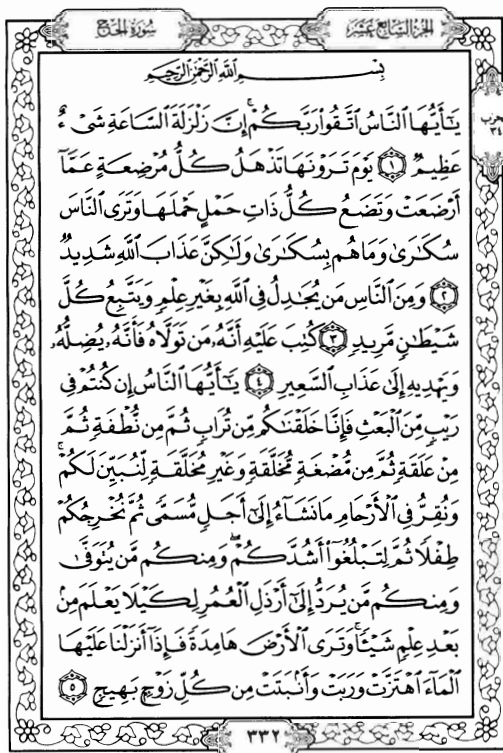 الجزء السابع عشر
سورة الحج
حزب
٣٤
بسم الله الرحمن الرحيم
يَٰٓأَيُّهَا ٱلنَّاسُ ٱتَّقُوا۟ رَبَّكُمْ ۚ إِنَّ زَلْزَلَةَ ٱلسَّاعَةِ شَىْءٌ
عَظِيمٌ ١ يَوْمَ تَرَوْنَهَا تَذْهَلُ كُلُّ مُرْضِعَةٍ عَمَّآ
أَرْضَعَتْ وَتَضَعُ كُلُّ ذَاتِ حَمْلٍ حَمْلَهَا وَتَرَى ٱلنَّاسَ
سُكَٰرَىٰ وَمَا هُم بِسُكَٰرَىٰ وَلَٰكِنَّ عَذَابَ ٱللَّهِ شَدِيدٌ
٢ وَمِنَ ٱلنَّاسِ مَن يُجَٰدِلُ فِى ٱللَّهِ بِغَيْرِ عِلْمٍ وَيَتَّبِعُ كُلَّ
شَيْطَٰنٍ مَّرِيدٍ ٣ كُتِبَ عَلَيْهِ أَنَّهُۥ مَن تَوَلَّاهُ فَأَنَّهُۥ يُضِلُّهُۥ
وَيَهْدِيهِ إِلَىٰ عَذَابِ ٱلسَّعِيرِ ٤ يَٰٓأَيُّهَا ٱلنَّاسُ إِن كُنتُمْ فِى
رَيْبٍ مِّنَ ٱلْبَعْثِ فَإِنَّا خَلَقْنَٰكُم مِّن تُرَابٍ ثُمَّ مِن نُّطْفَةٍ ثُمَّ
مِنْ عَلَقَةٍ ثُمَّ مِن مُّضْغَةٍ مُّخَلَّقَةٍ وَغَيْرِ مُخَلَّقَةٍ لِّنُبَيِّنَ لَكُمْ ۚ
وَنُقِرُّ فِى ٱلْأَرْحَامِ مَا نَشَآءُ إِلَىٰٓ أَجَلٍ مُّسَمًّى ثُمَّ نُخْرِجُكُمْ
طِفْلًا ثُمَّ لِتَبْلُغُوٓا۟ أَشُدَّكُمْ ۖ وَمِنكُم مَّن يُتَوَفَّىٰ
وَمِنكُم مَّن يُرَدُّ إِلَىٰٓ أَرْذَلِ ٱلْعُمُرِ لِكَيْلَا يَعْلَمَ مِنۢ
بَعْدِ عِلْمٍ شَيْـًٔا ۚ وَتَرَى ٱلْأَرْضَ هَامِدَةً فَإِذَآ أَنزَلْنَا عَلَيْهَا
ٱلْمَآءَ ٱهْتَزَّتْ وَرَبَتْ وَأَنۢبَتَتْ مِن كُلِّ زَوْجٍۭ بَهِيجٍ ٥
٣٣٢